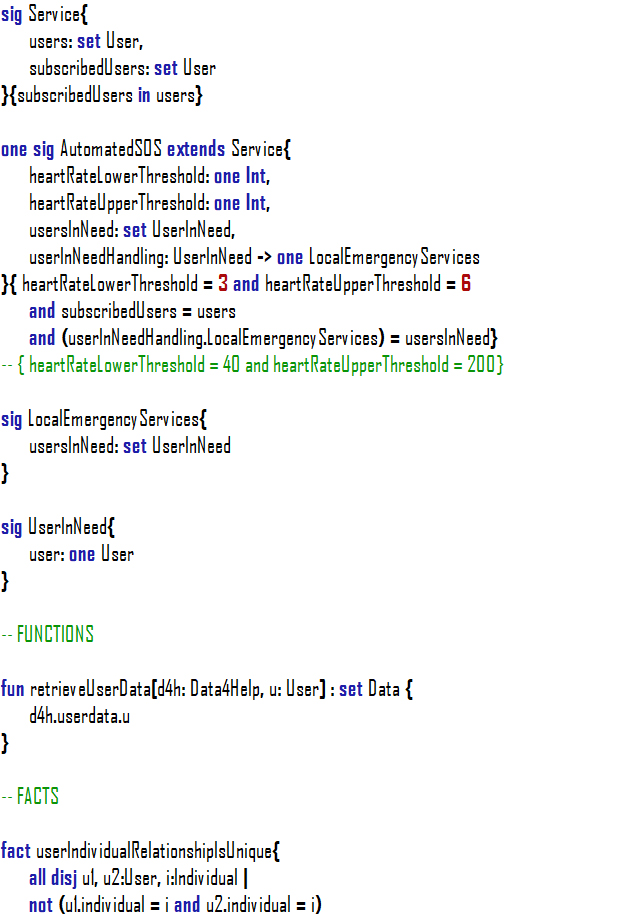 sig Service{
users: set User,
subscribedUsers: set User
}{subscribedUsers in users}
one sig AutomatedSOS extends Service{
heartRateLowerThreshold: one Int,
heartRateUpperThreshold: one Int,
usersInNeed: set UserInNeed,
userInNeedHandling: UserInNeed -> one LocalEmergencyServices
}{ heartRateLowerThreshold = 3 and heartRateUpperThreshold = 6
and subscribedUsers = users
and (userInNeedHandling.LocalEmergencyServices) = usersInNeed}
-- { heartRateLowerThreshold = 40 and heartRateUpperThreshold = 200}
sig LocalEmergencyServices{
usersInNeed: set UserInNeed
}
sig UserInNeed{
user: one User
}
-- FUNCTIONS
fun retrieveUserData[d4h: Data4Help, u: User] : set Data {
d4h.userdata.u
}
-- FACTS
fact userIndividualRelationshipIsUnique{
all disj u1, u2:User, i:Individual |
not (u1.individual = i and u2.individual = i)